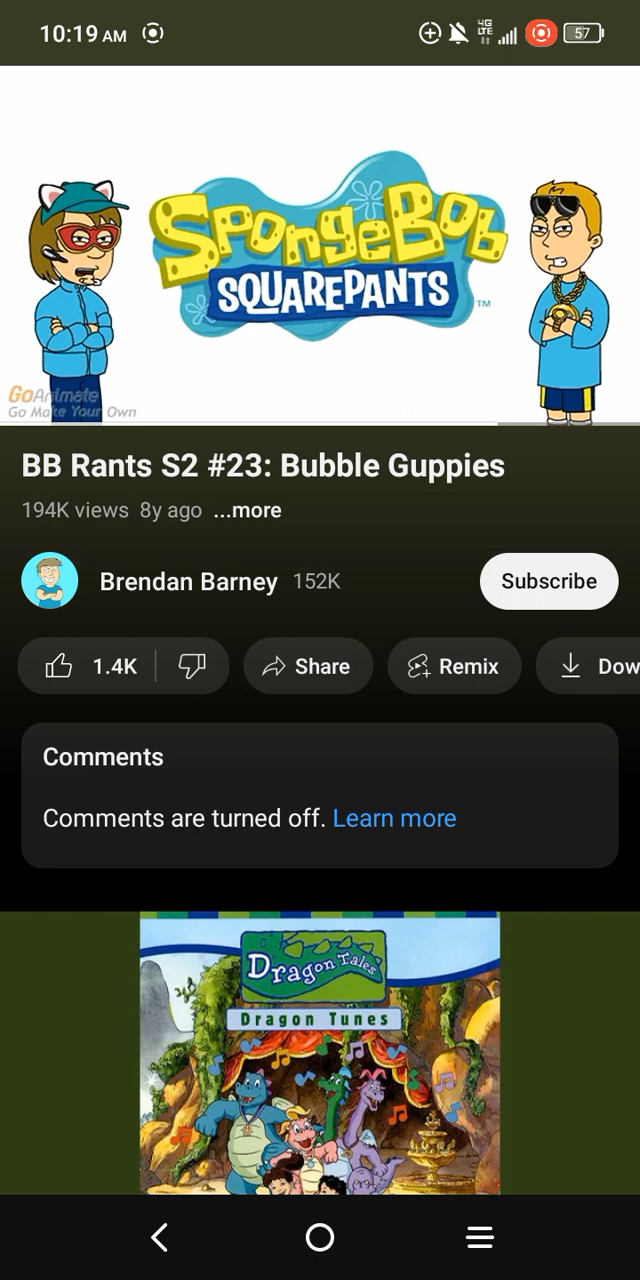 10:19 AM
4G
LTE
57
SpongeBob
SQUAREPANTS
TM
GoAnimate
Go Make Your Own
BB Rants S2 #23: Bubble Guppies
194K views 8y ago ...more
Brendan Barney 152K
Subscribe
1.4K
Share
Remix
Dow
Comments
Comments are turned off. Learn more
Dragon Tales
Dragon Tunes